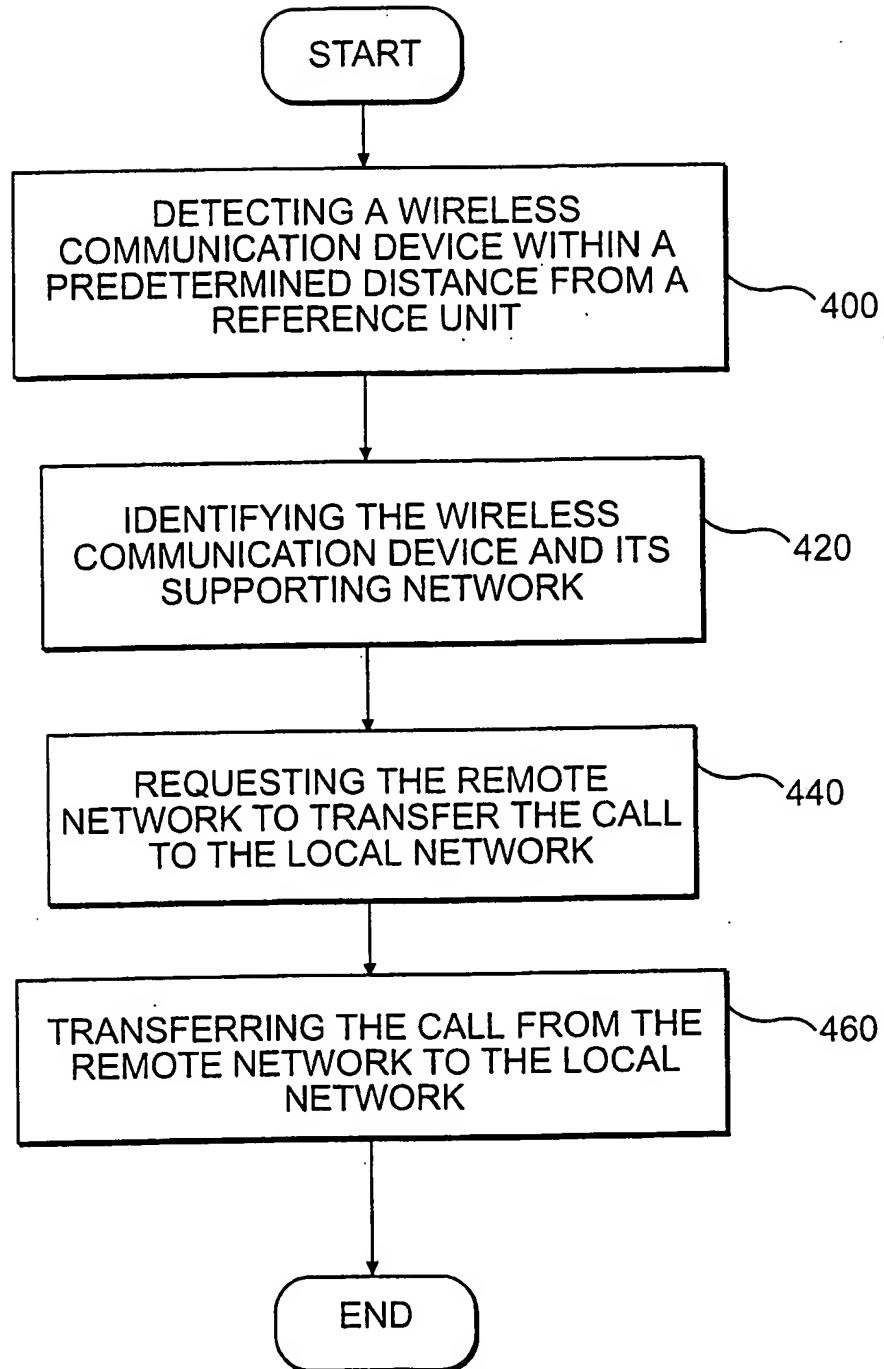 START
DETECTING A WIRELESS
COMMUNICATION DEVICE WITHIN A
PREDETERMINED DISTANCE FROM A
REFERENCE UNIT
400
IDENTIFYING THE WIRELESS
COMMUNICATION DEVICE AND ITS
SUPPORTING NETWORK
420
REQUESTING THE REMOTE
NETWORK TO TRANSFER THE CALL
TO THE LOCAL NETWORK
440
TRANSFERRING THE CALL FROM THE
REMOTE NETWORK TO THE LOCAL
NETWORK
460
END